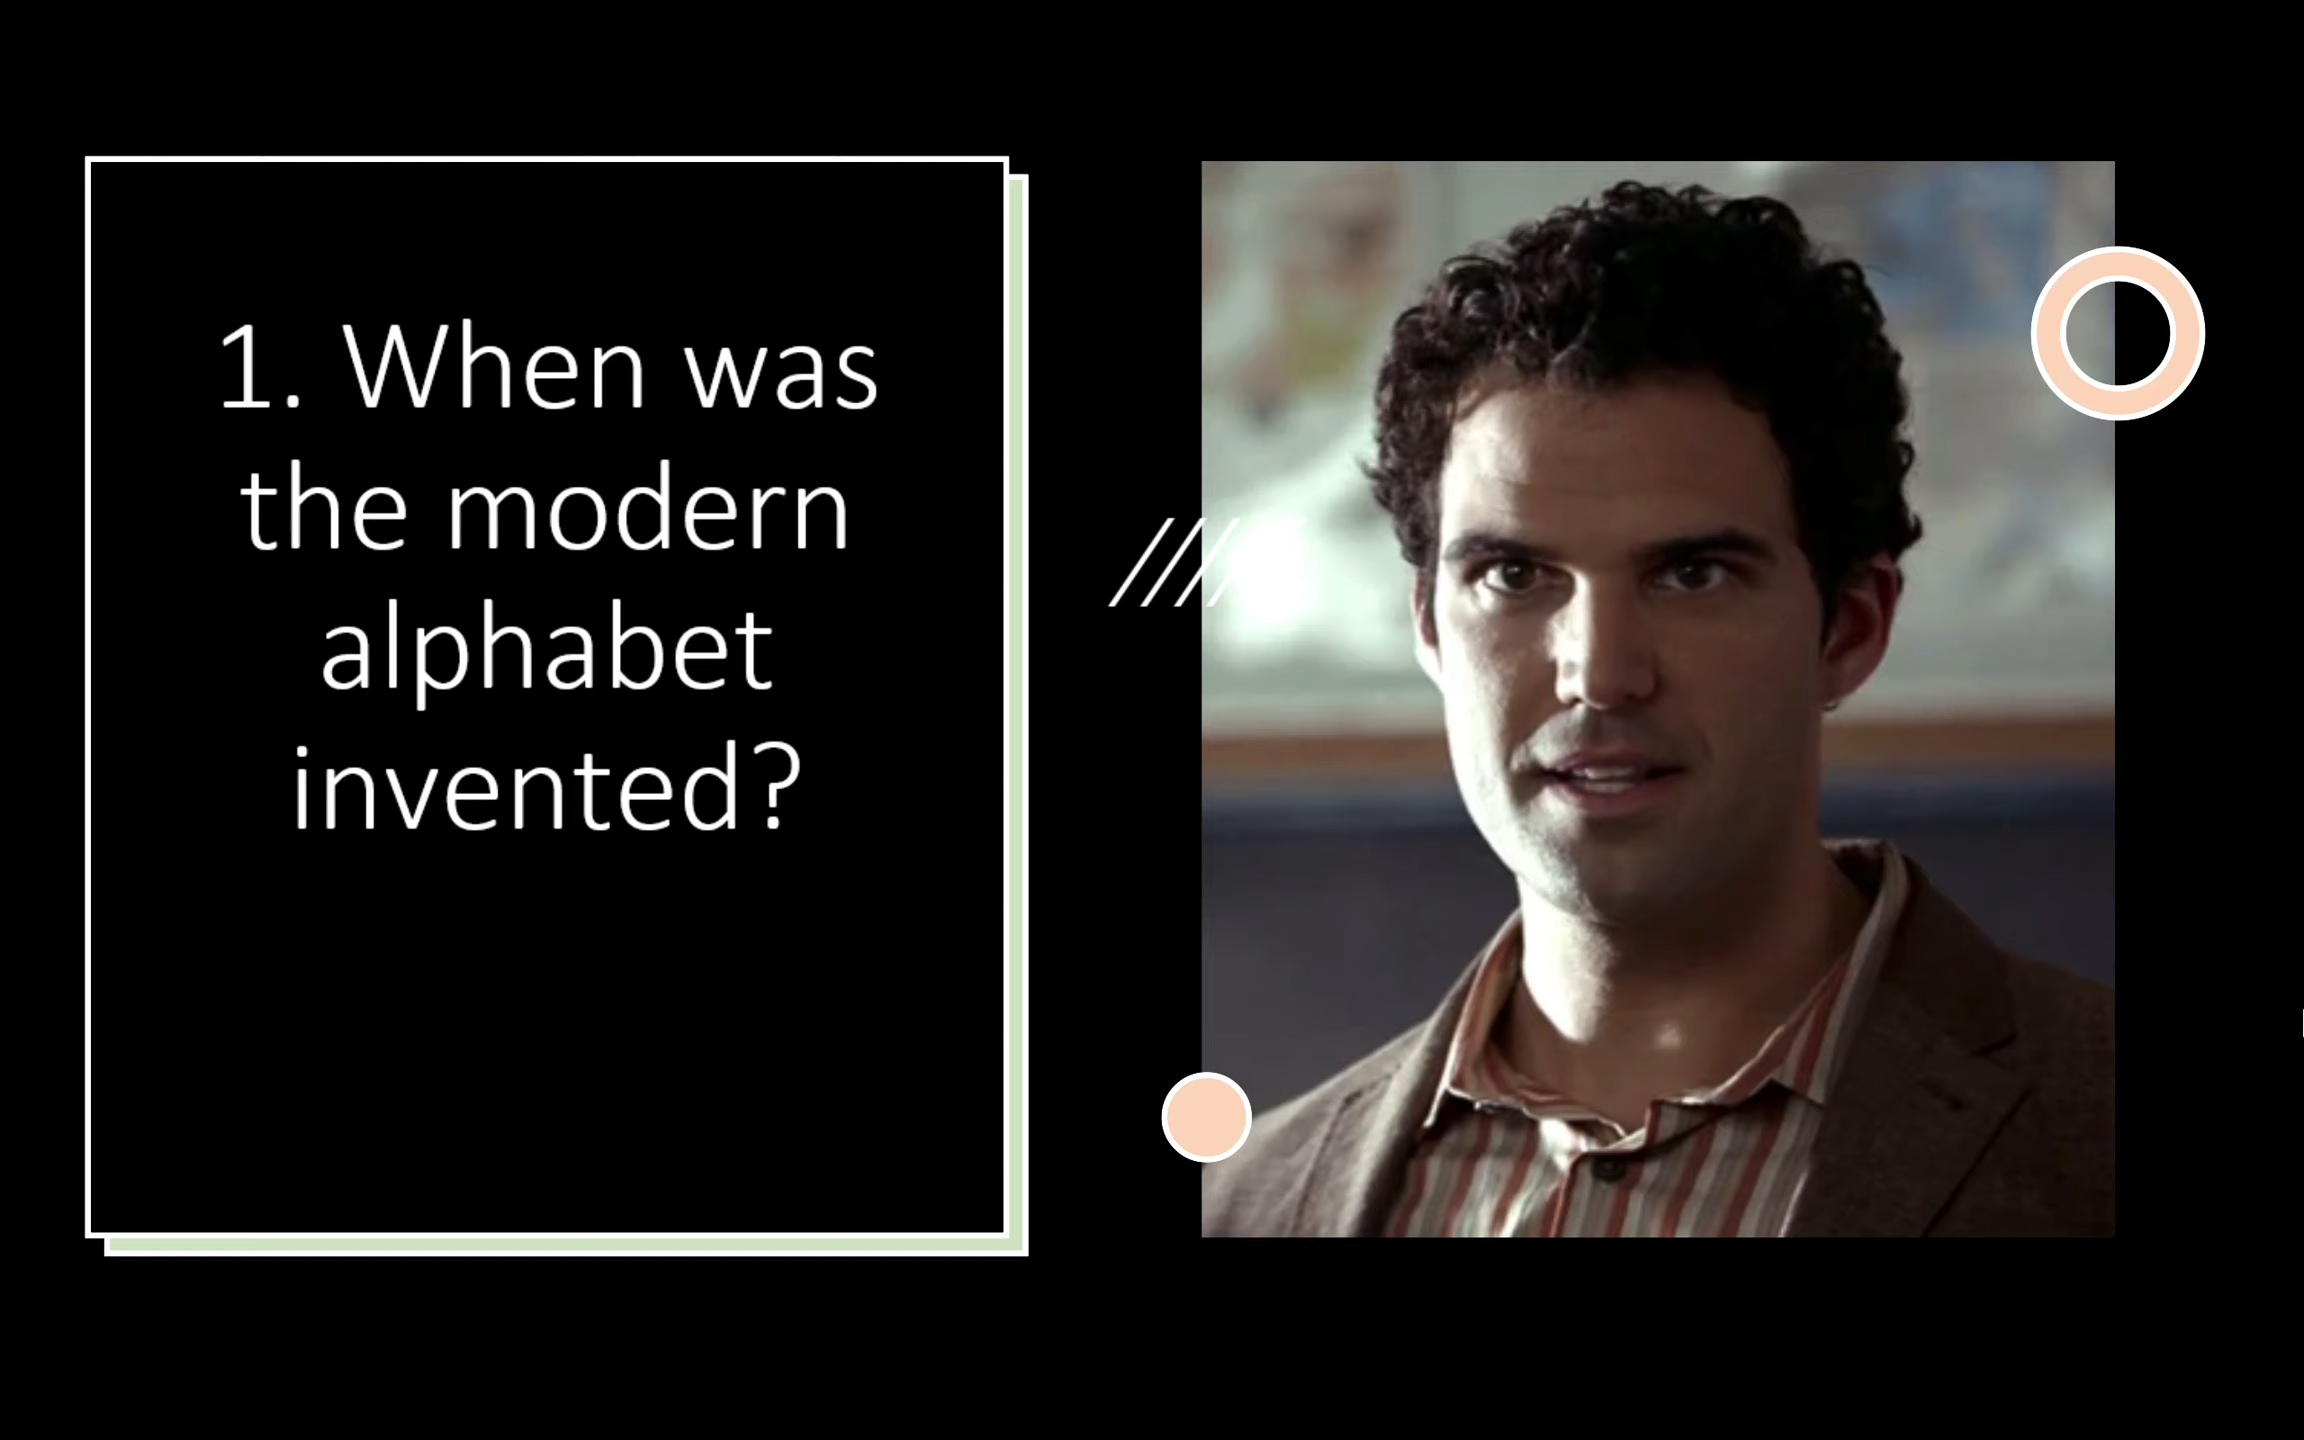 1. When was
the modern
alphabet
invented?